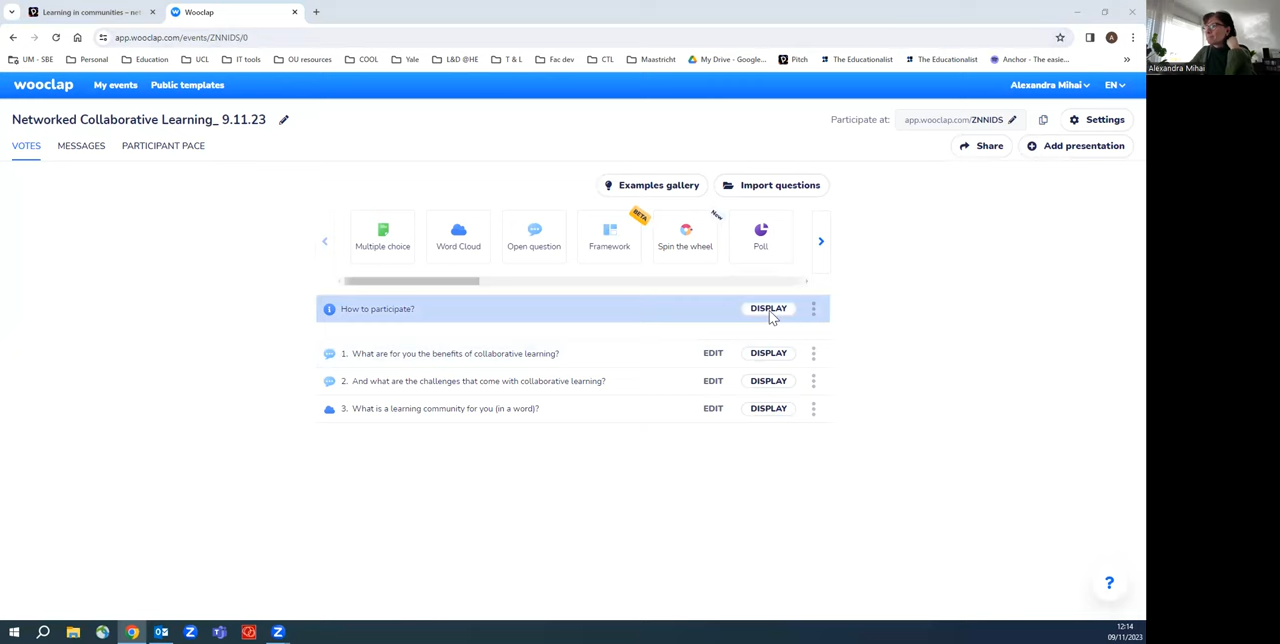 Learning in communities – net
Wooclap
app.wooclap.com/events/ZNNIDS/0
A
UM - SBE
Personal
Education
UCL
IT tools
OU resources
COOL
Yale
L&D @HE
T & L
Fac dev
CTL
Maastricht
My Drive - Google...
Pitch
The Educationalist
The Educationalist
Anchor - The easie...
wooclap
My events
Public templates
Alexandra Mihai
EN
Networked Collaborative Learning_ 9.11.23
Participate at:
app.wooclap.com/ZNNIDS
Settings
VOTES
MESSAGES
PARTICIPANT PACE
Share
Add presentation
Examples gallery
Import questions
BETA
New
Multiple choice
Word Cloud
Open question
Framework
Spin the wheel
Poll
How to participate?
DISPLAY
1. What are for you the benefits of collaborative learning?
EDIT
DISPLAY
2. And what are the challenges that come with collaborative learning?
EDIT
DISPLAY
3. What is a learning community for you (in a word)?
EDIT
DISPLAY
?
12:14
09/11/2023
Alexandra Mihai